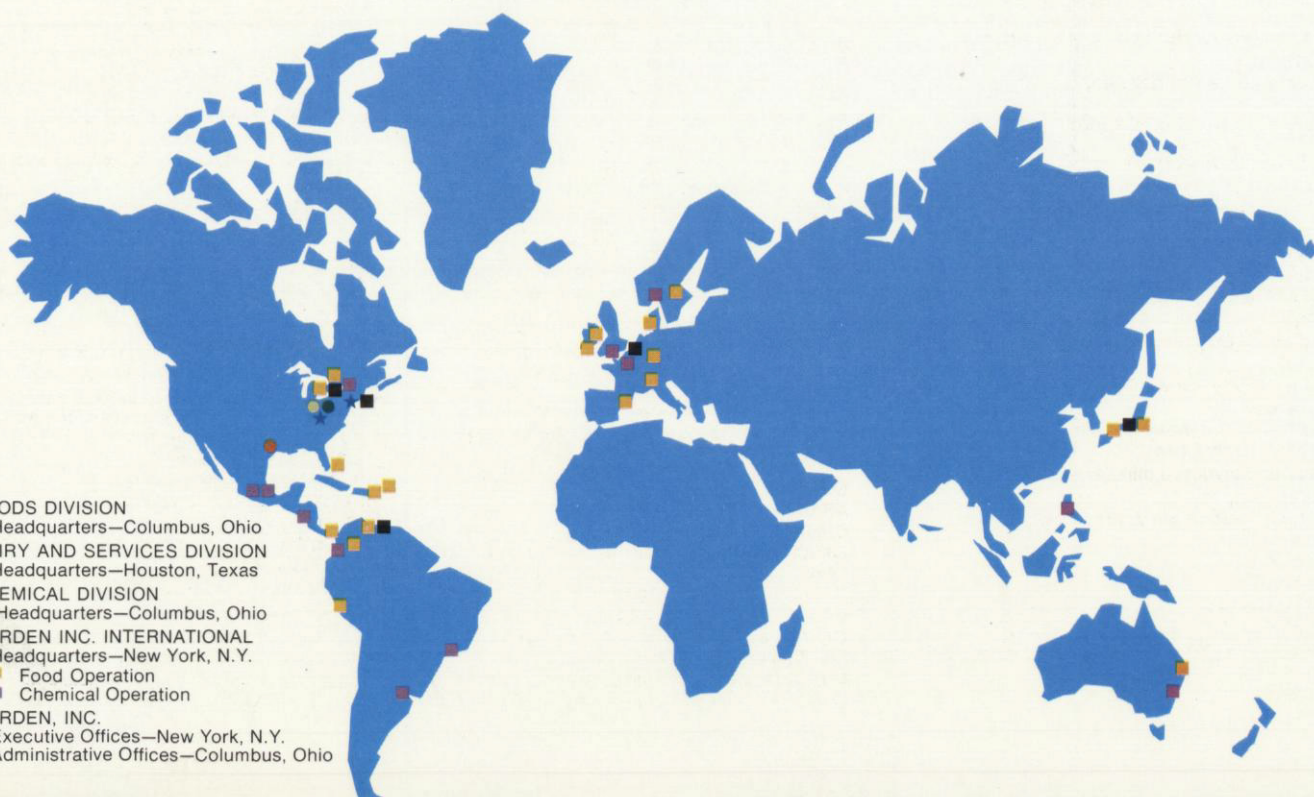 ODS DIVISION
Headquarters—Columbus, Ohio
IRY AND SERVICES DIVISION
Headquarters—Houston, Texas
EMICAL DIVISION
Headquarters—Columbus, Ohio
RDEN INC. INTERNATIONAL
Headquarters—New York, N.Y.
Food Operation
Chemical Operation
RDEN, INC.
Executive Offices—New York, N.Y.
Administrative Offices—Columbus, Ohio